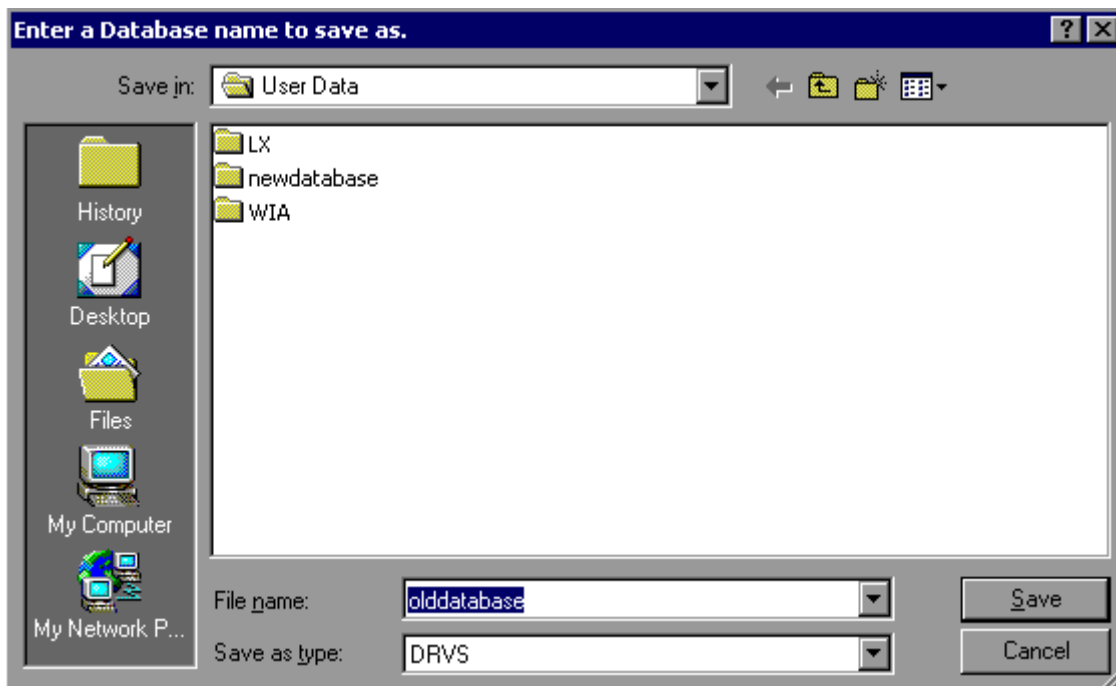 Enter a Database name to save as.
Save in: User Data
LX
newdatabase
WIA
History
Desktop
Files
My Computer
My Network P...
File name: olddatabase Save
Save as type: DRVS Cancel